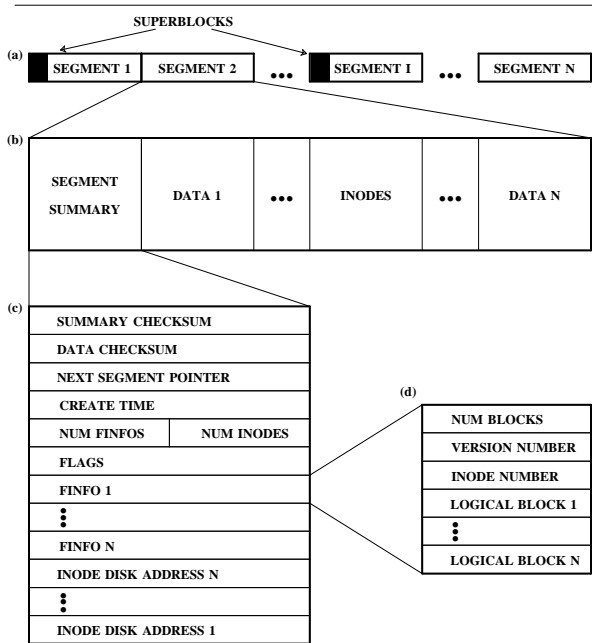 SUPERBLOCKS
(a)
SEGMENT 1 SEGMENT 2 ••• SEGMENT I ••• SEGMENT N
(b)
SEGMENT
SUMMARY
DATA 1 ••• INODES ••• DATA N
(c)
SUMMARY CHECKSUM
DATA CHECKSUM
NEXT SEGMENT POINTER
CREATE TIME
NUM FINFOS NUM INODES
FLAGS
FINFO 1
FINFO N
INODE DISK ADDRESS N
INODE DISK ADDRESS 1
(d)
NUM BLOCKS
VERSION NUMBER
INODE NUMBER
LOGICAL BLOCK 1
LOGICAL BLOCK N